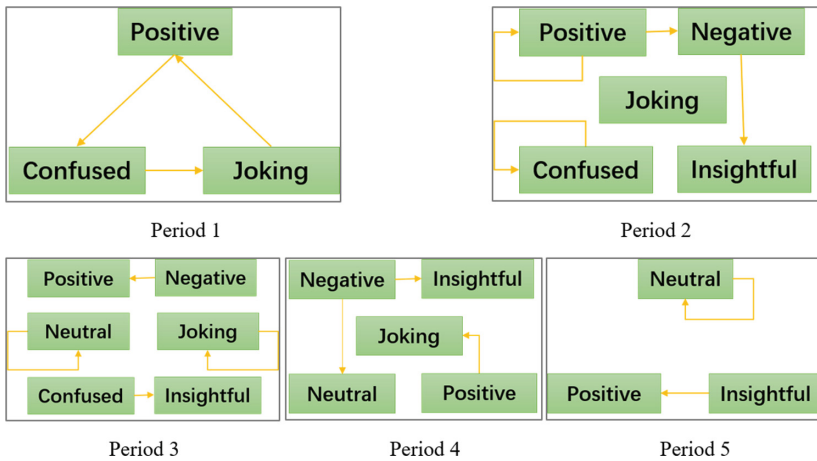 Positive
Confused
Joking
Period 1
Positive
Negative
Joking
Confused
Insightful
Period 2
Positive
Negative
Neutral
Joking
Confused
Insightful
Period 3
Negative
Insightful
Joking
Neutral
Positive
Period 4
Neutral
Positive
Insightful
Period 5